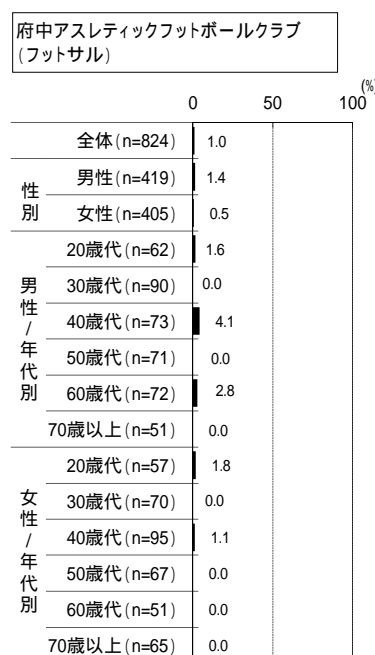 府中アスレティックフットボールクラブ
(フットサル)
(%)
0 50 100
全体(n=824) 1.0
性別
男性(n=419) 1.4
女性(n=405) 0.5
男性/年代別
20歳代(n=62) 1.6
30歳代(n=90) 0.0
40歳代(n=73) 4.1
50歳代(n=71) 0.0
60歳代(n=72) 2.8
70歳以上(n=51) 0.0
女性/年代別
20歳代(n=57) 1.8
30歳代(n=70) 0.0
40歳代(n=95) 1.1
50歳代(n=67) 0.0
60歳代(n=51) 0.0
70歳以上(n=65) 0.0